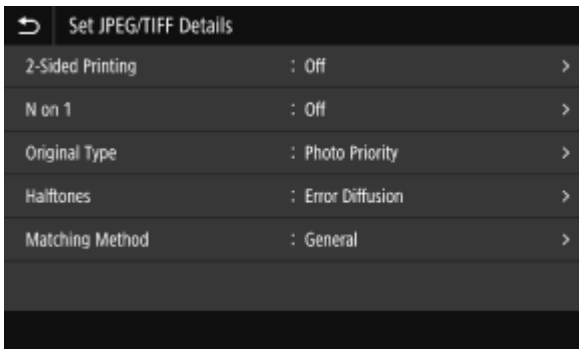 Set JPEG/TIFF Details
2-Sided Printing : Off >
N on 1 : Off >
Original Type : Photo Priority >
Halftones : Error Diffusion >
Matching Method : General >